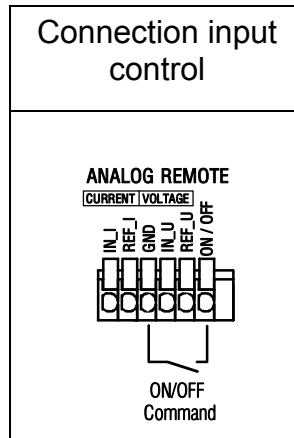 Connection input
control
ANALOG REMOTE
CURRENT VOLTAGE
IN_I
REF_I
GND
IN_U
REF_U
ON / OFF
ON/OFF
Command